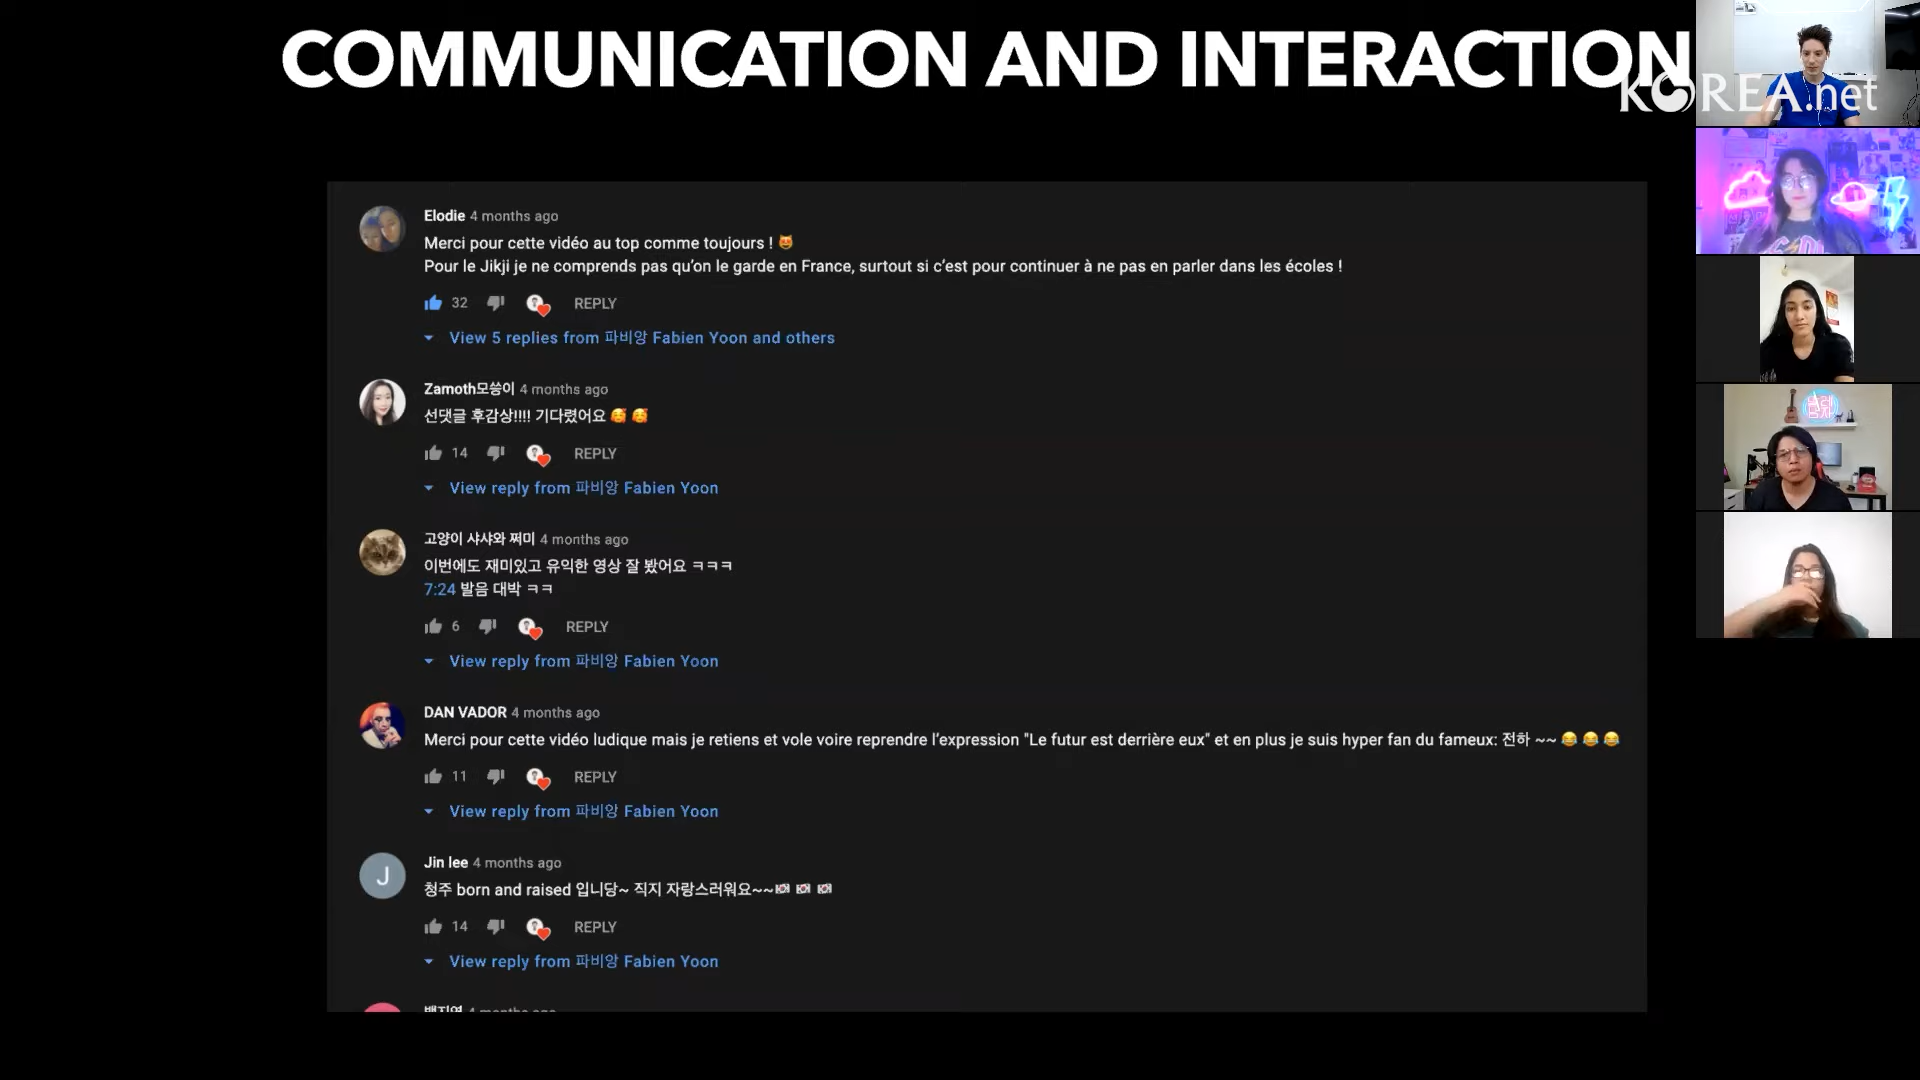 COMMUNICATION AND INTERACTION
KOREA.net
Elodie 4 months ago
Merci pour cette vidéo au top comme toujours ! 😻
Pour le Jikji je ne comprends pas qu’on le garde en France, surtout si c’est pour continuer à ne pas en parler dans les écoles !
32 REPLY
View 5 replies from 파비앙 Fabien Yoon and others
Zamoth모쏭이 4 months ago
선댓글 후감상!!!! 기다렸어요 🥰 🥰
14 REPLY
View reply from 파비앙 Fabien Yoon
고양이 샤샤와 쩌미 4 months ago
이번에도 재미있고 유익한 영상 잘 봤어요 ㅋㅋㅋ
7:24 발음 대박 ㅋㅋ
6 REPLY
View reply from 파비앙 Fabien Yoon
DAN VADOR 4 months ago
Merci pour cette vidéo ludique mais je retiens et vole voire reprendre l’expression "Le futur est derrière eux" et en plus je suis hyper fan du fameux: 전하 ~~ 😂 😂 😂
11 REPLY
View reply from 파비앙 Fabien Yoon
J
Jin lee 4 months ago
청주 born and raised 입니당~ 직지 자랑스러워요~~🇰🇷 🇰🇷 🇰🇷
14 REPLY
View reply from 파비앙 Fabien Yoon
4 months ago